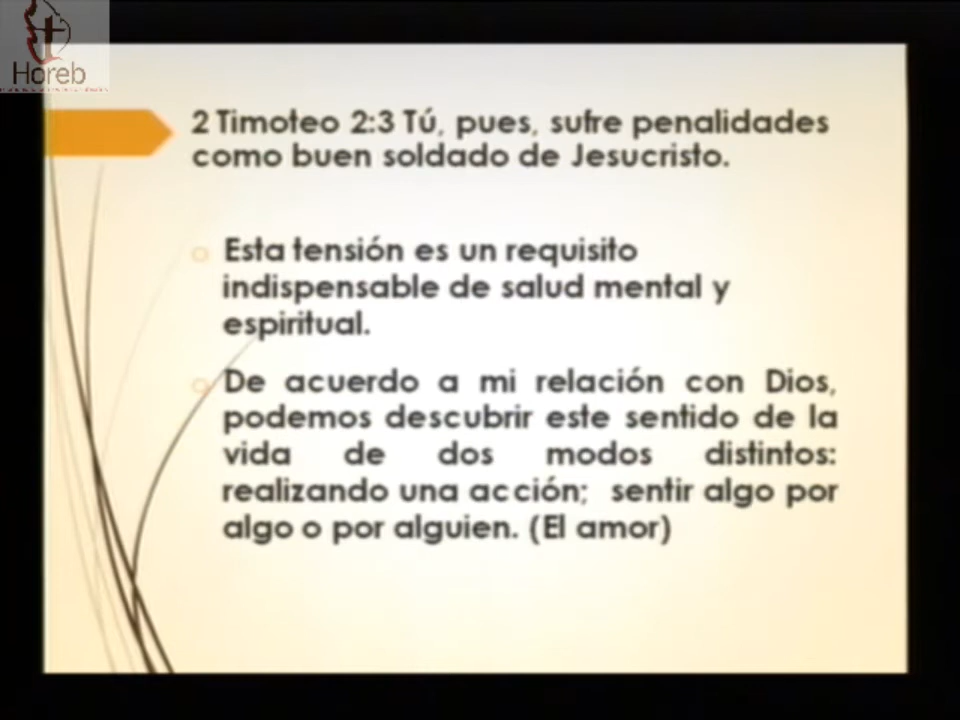 Horeb
2 Timoteo 2:3 Tú, pues, sufre penalidades
como buen soldado de Jesucristo.
Esta tensión es un requisito
indispensable de salud mental y
espiritual.
De acuerdo a mi relación con Dios,
podemos descubrir este sentido de la
vida de dos modos distintos:
realizando una acción; sentir algo por
algo o por alguien. (El amor)